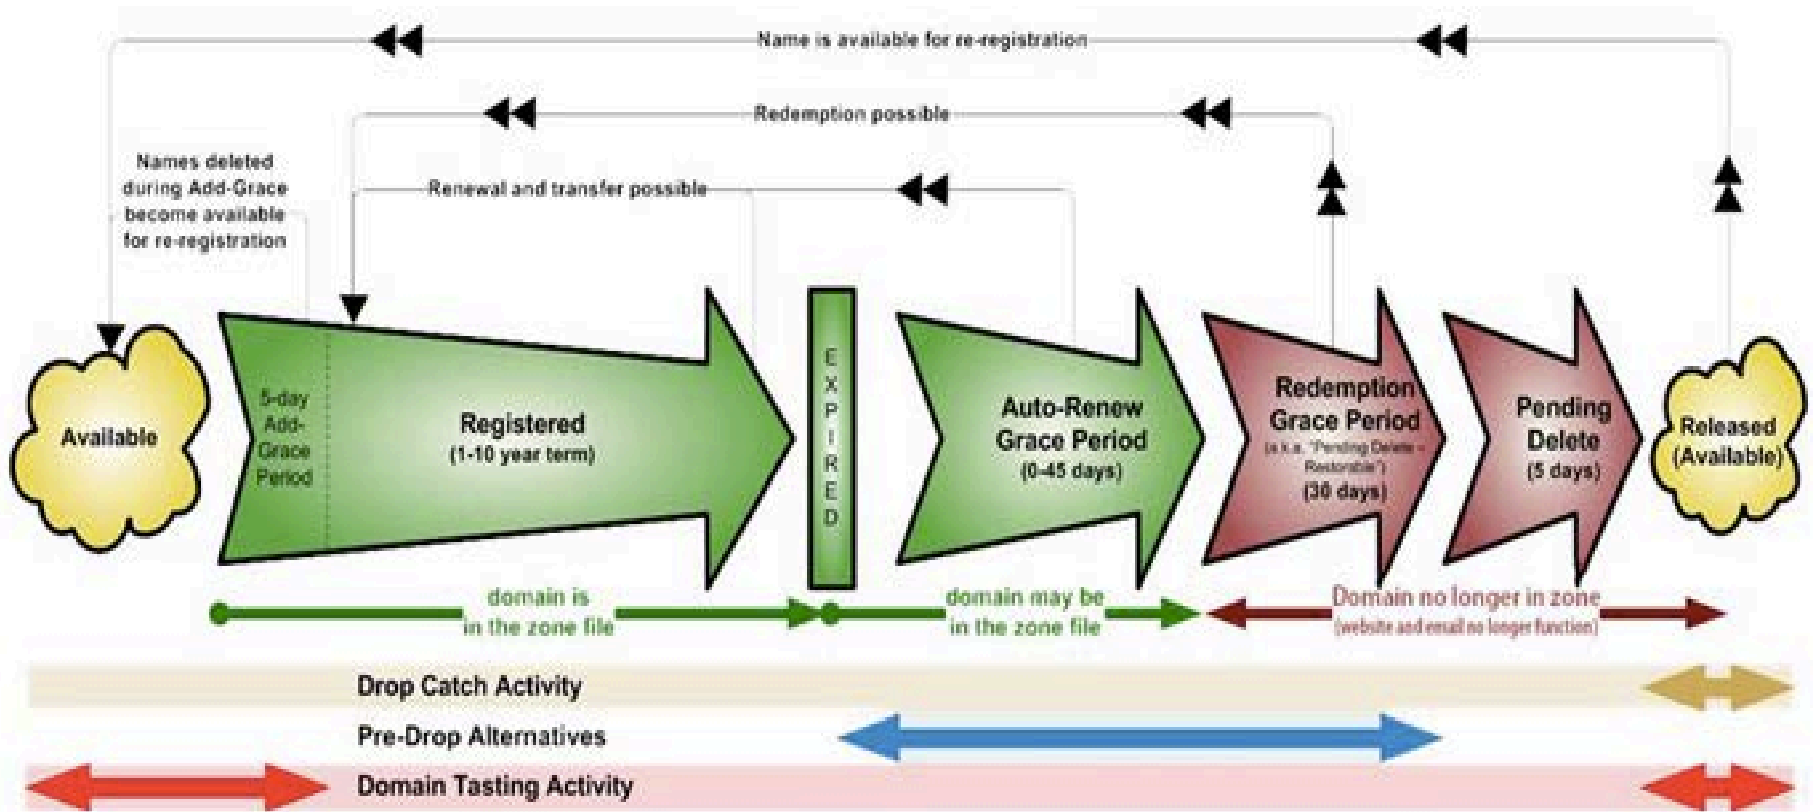 Name is available for re-registration
Redemption possible
Names deleted
during Add-Grace
become available
for re-registration
Renewal and transfer possible
Available
5-day
Add-
Grace
Period
Registered
(1-10 year term)
EXPIRED
Auto-Renew
Grace Period
(0-45 days)
Redemption
Grace Period
(a.k.a. "Pending Delete -
Restorable")
(30 days)
Pending
Delete
(5 days)
Released
(Available)
domain is
in the zone file
domain may be
in the zone file
Domain no longer in zone
(website and email no longer function)
Drop Catch Activity
Pre-Drop Alternatives
Domain Tasting Activity